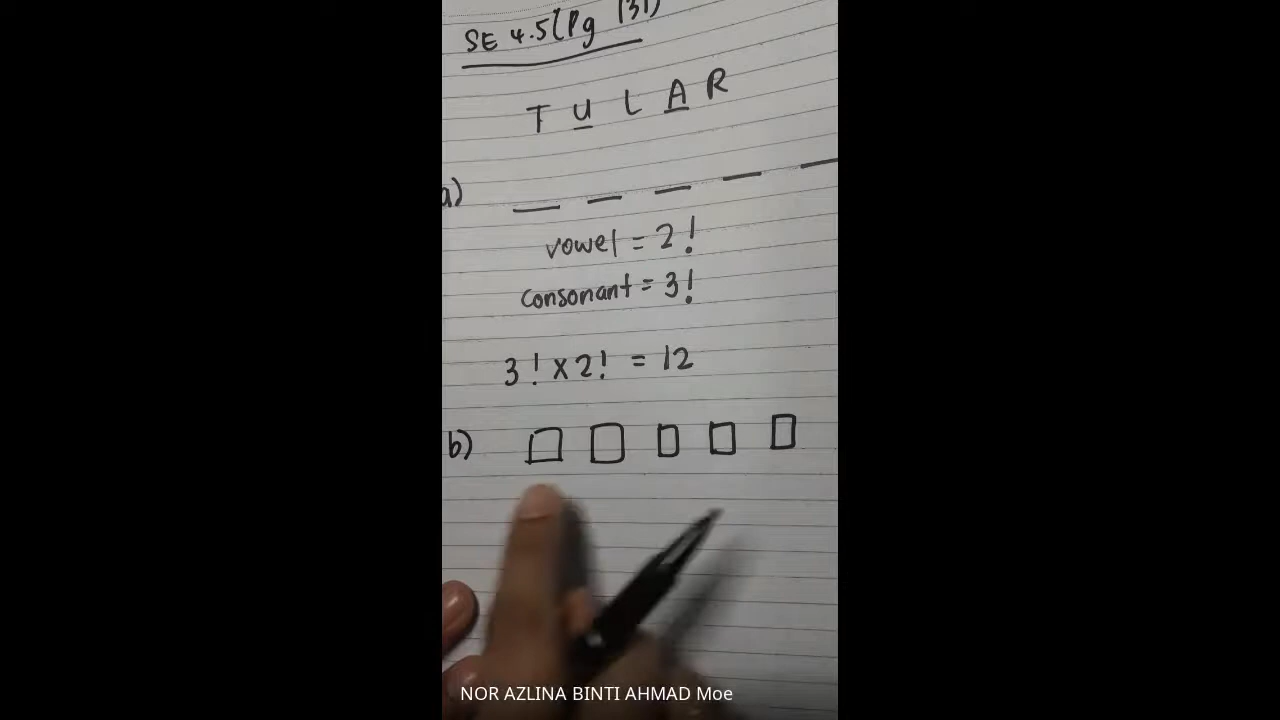 SE 4.5 (Pg 131)
T U L A R
a)
vowel = 2!
consonant = 3!
3! x 2! = 12
b)
NOR AZLINA BINTI AHMAD Moe